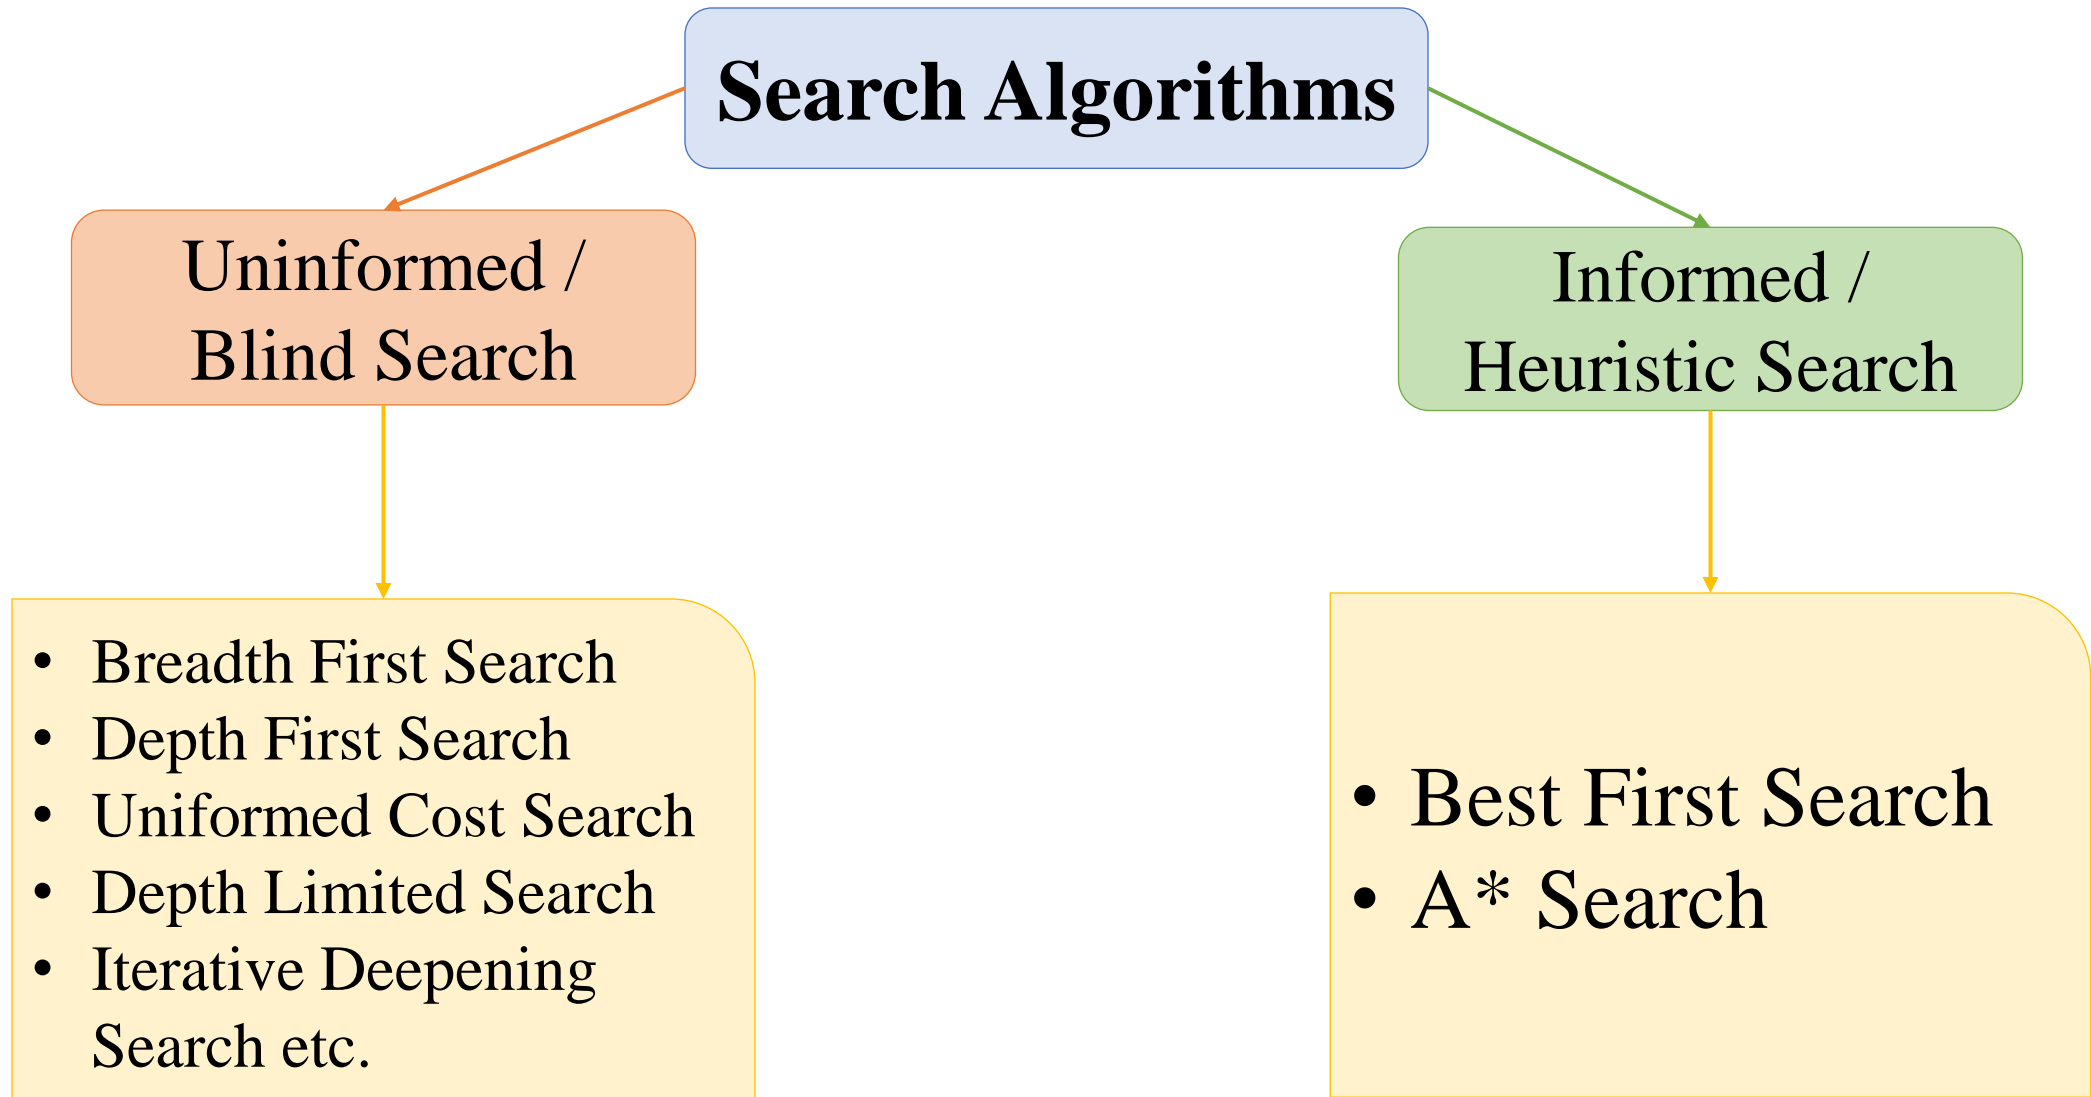 Search Algorithms
Uninformed /
Blind Search
Informed /
Heuristic Search
• Breadth First Search
• Depth First Search
• Uniformed Cost Search
• Depth Limited Search
• Iterative Deepening
Search etc.
• Best First Search
• A* Search